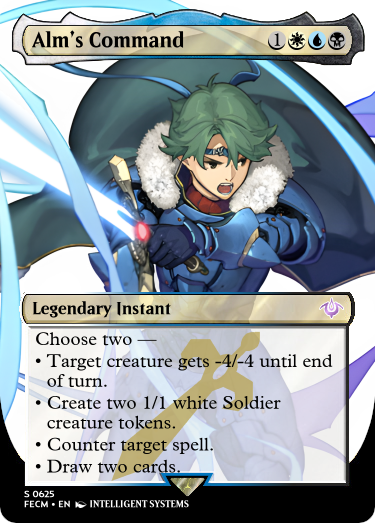 Alm's Command 1
Legendary Instant
Choose two —
• Target creature gets -4/-4 until end
of turn.
• Create two 1/1 white Soldier
creature tokens.
• Counter target spell.
• Draw two cards.
S 0625
FECM • EN INTELLIGENT SYSTEMS